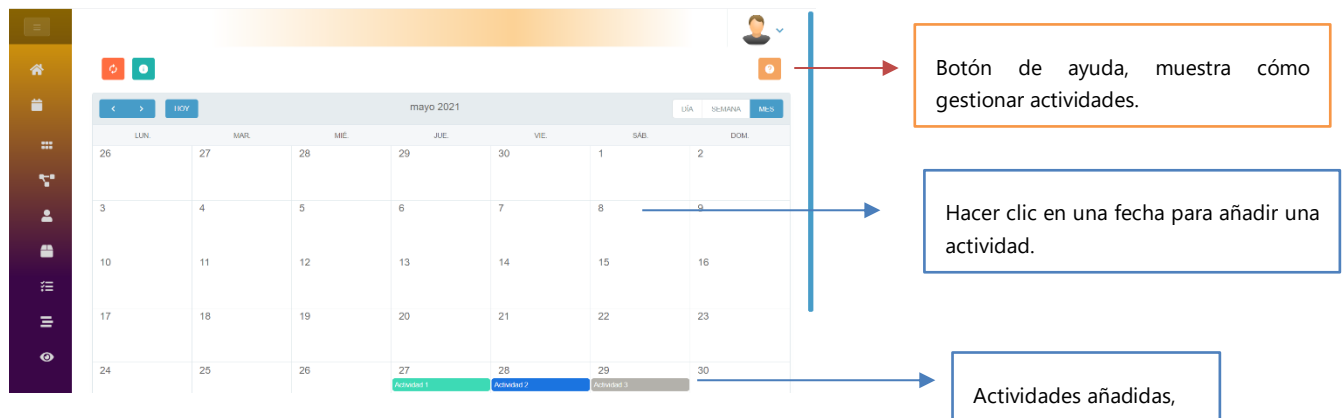 HOY
mayo 2021
DÍA SEMANA MES
LUN. MAR. MIÉ. JUE. VIE. SÁB. DOM.
26 27 28 29 30 1 2
3 4 5 6 7 8 9
10 11 12 13 14 15 16
17 18 19 20 21 22 23
24 25 26 27 28 29 30
Actividad 1 Actividad 2 Actividad 3
Botón de ayuda, muestra cómo
gestionar actividades.
Hacer clic en una fecha para añadir una
actividad.
Actividades añadidas,